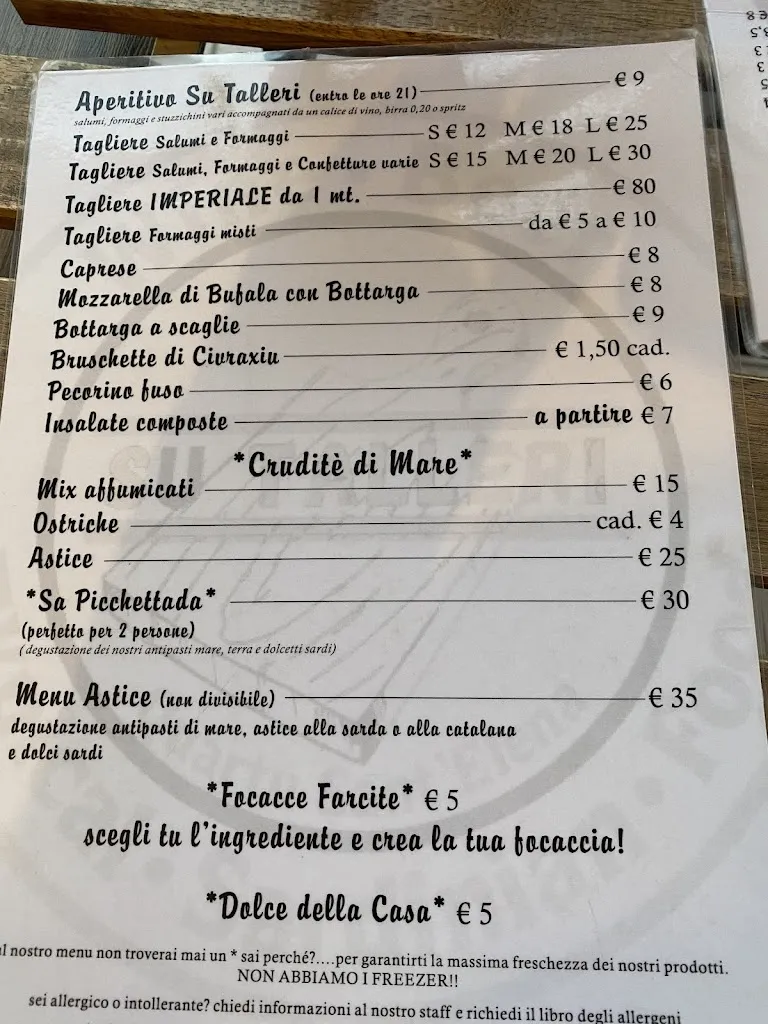 Aperitivo Su Talleri (entro le ore 21) € 9
salumi, formaggi e stuzzichini vari accompagnati da un calice di vino, birra 0,20 o spritz
Tagliere Salumi e Formaggi S € 12 M € 18 L € 25
Tagliere Salumi, Formaggi e Confetture varie S € 15 M € 20 L € 30
Tagliere IMPERIALE da 1 mt. € 80
Tagliere Formaggi misti da € 5 a € 10
Caprese € 8
Mozzarella di Bufala con Bottarga € 8
Bottarga a scaglie € 9
Bruschette di Civraxiu € 1,50 cad.
Pecorino fuso € 6
Insalate composte a partire € 7
*Cruditè di Mare*
Mix affumicati € 15
Ostriche cad. € 4
Astice € 25
*Sa Picchettada* € 30
(perfetto per 2 persone)
(degustazione dei nostri antipasti mare, terra e dolcetti sardi)
Menu Astice (non divisibile) € 35
degustazione antipasti di mare, astice alla sarda o alla catalana
e dolci sardi
*Focacce Farcite* € 5
scegli tu l'ingrediente e crea la tua focaccia!
*Dolce della Casa* € 5
nostro menu non troverai mai un * sai perché?....per garantirti la massima freschezza dei nostri prodotti.
NON ABBIAMO I FREEZER!!
sei allergico o intollerante? chiedi informazioni al nostro staff e richiedi il libro degli allergeni
SU TALLERI